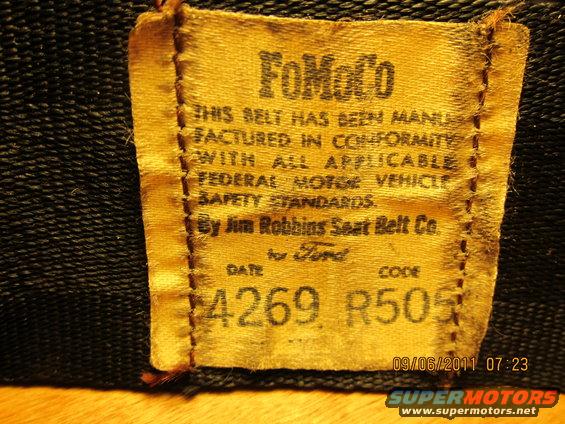 FoMoCo
THIS BELT HAS BEEN MANU
FACTURED IN CONFORMITY
WITH ALL APPLICABLE
FEDERAL MOTOR VEHICLE
SAFETY STANDARDS.
By Jim Robbins Seat Belt Co.
for Ford
DATE CODE
4269 R505
09/06/2011 07:23
SUPERMOTORS
www.supermotors.net